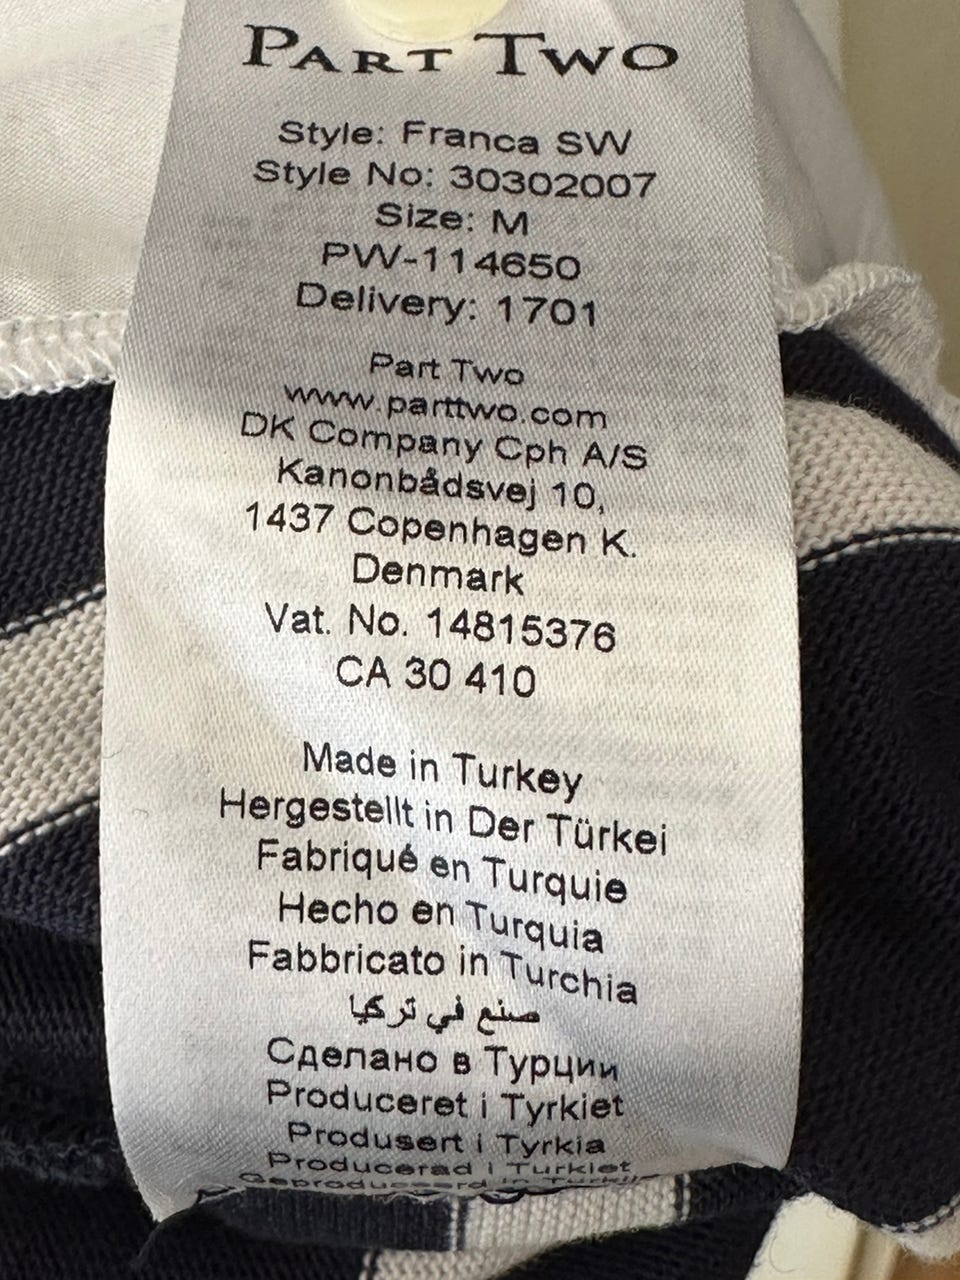 PART TWO
Style: Franca SW
Style No: 30302007
Size: M
PW-114650
Delivery: 1701
Part Two
www.parttwo.com
DK Company Cph A/S
Kanonbådsvej 10,
1437 Copenhagen K.
Denmark
Vat. No. 14815376
CA 30 410
Made in Turkey
Hergestellt in Der Türkei
Fabriqué en Turquie
Hecho en Turquia
Fabbricato in Turchia
صنع في تركيا
Сделано в Турции
Produceret i Tyrkiet
Produsert i Tyrkia
Producerad i Turkiet
Geproduceerd in